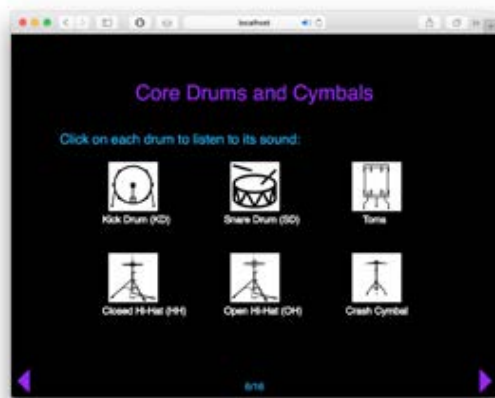 localhost
Core Drums and Cymbals
Click on each drum to listen to its sound:
Kick Drum (KD)
Snare Drum (SD)
Toms
Closed Hi-Hat (HH)
Open Hi-Hat (OH)
Crash Cymbal
6/16